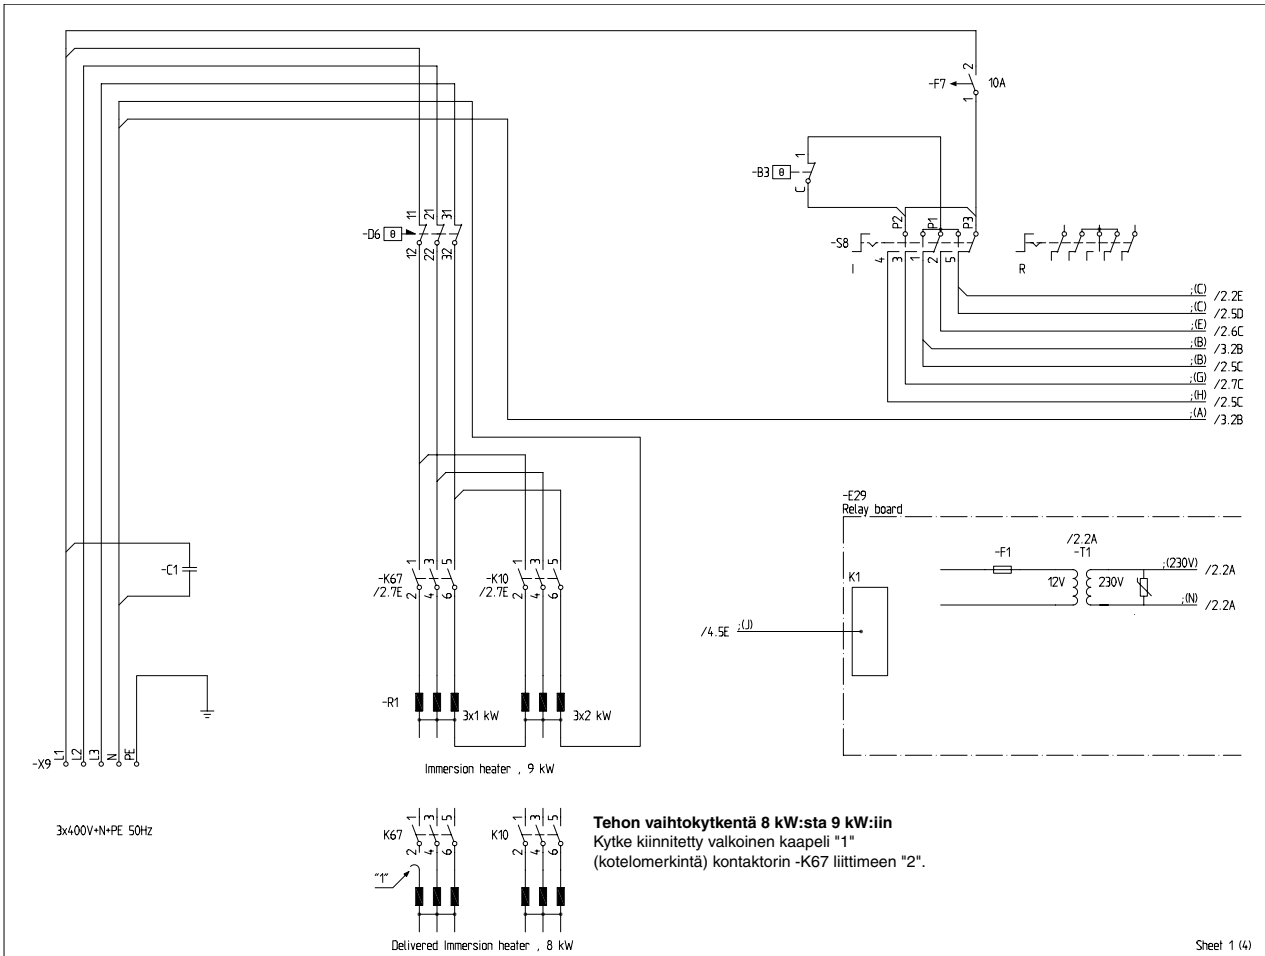 2
-F7
10A
1
1
-B3
θ
C
11
21
31
-D6
θ
12
22
32
P2
P1
P3
-S8
I
4
3
1
2
5
R
;(C)
/2.2E
;(C)
/2.5D
;(E)
/2.6C
;(B)
/3.2B
;(B)
/2.5C
;(G)
/2.7C
;(H)
/2.5C
;(A)
/3.2B
-E29
Relay board
/2.2A
-F1
-T1
12V
230V
;(230V)
/2.2A
;(N)
/2.2A
K1
/4.5E
;(J)
-C1
1
3
5
-K67
/2.7E
2
4
6
1
3
5
-K10
/2.7E
2
4
6
-R1
3x1 kW
3x2 kW
-X9
L1
L2
L3
N
PE
Immersion heater , 9 kW
3x400V+N+PE 50Hz
1
3
5
K67
2
4
6
1
3
5
K10
2
4
6
"1"
Tehon vaihtokytkentä 8 kW:sta 9 kW:iin
Kytke kiinnitetty valkoinen kaapeli "1"
(kotelomerkintä) kontaktorin -K67 liittimeen "2".
Delivered Immersion heater , 8 kW
Sheet 1 (4)